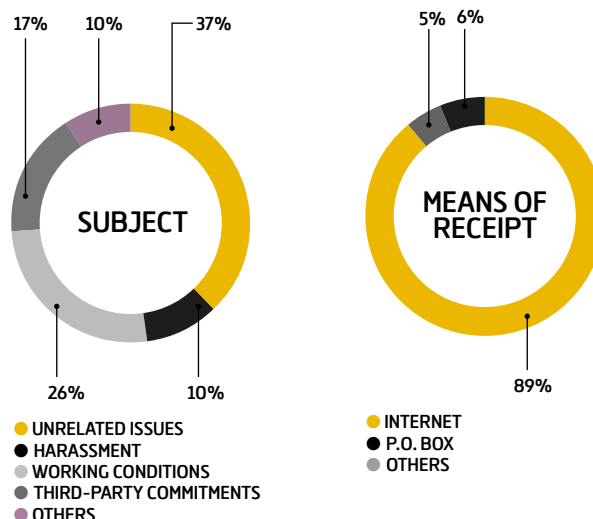 17%
10%
37%
SUBJECT
26%
10%
UNRELATED ISSUES
HARASSMENT
WORKING CONDITIONS
THIRD-PARTY COMMITMENTS
OTHERS
5%
6%
MEANS OF
RECEIPT
89%
INTERNET
P.O. BOX
OTHERS